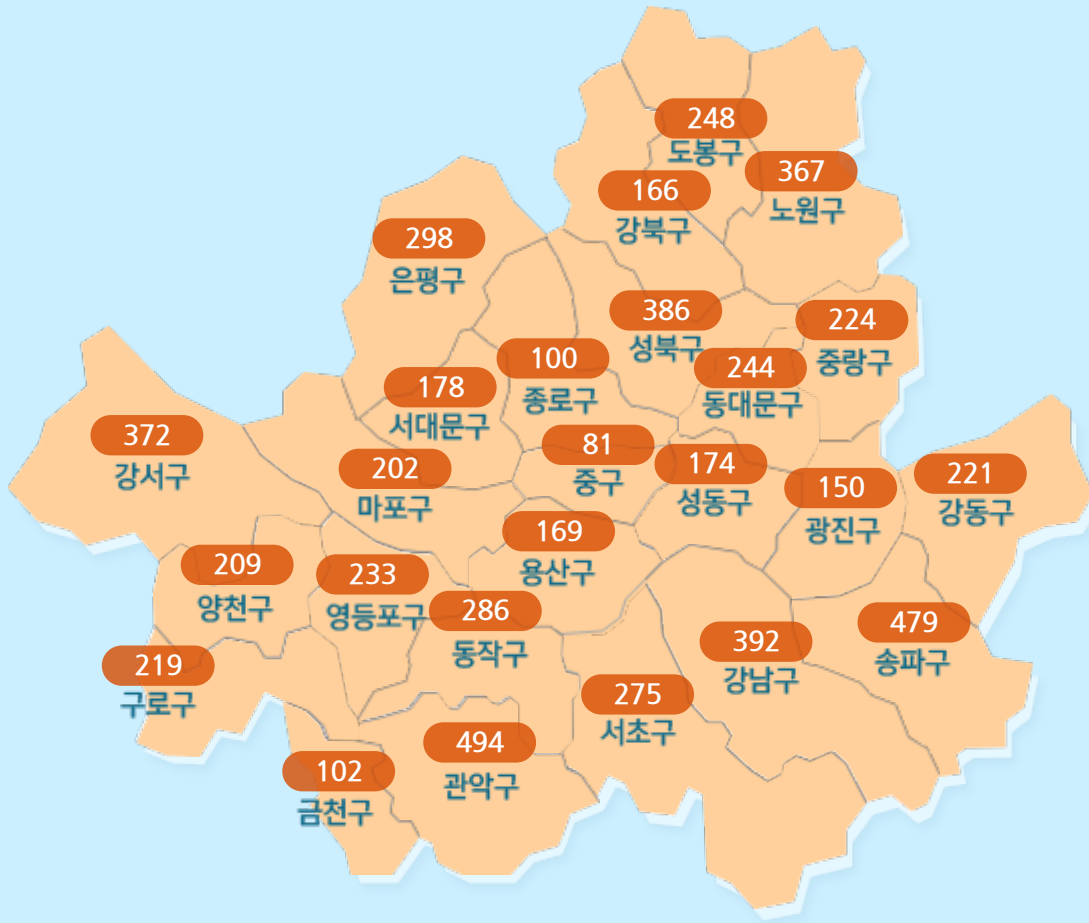 248
도봉구
367
노원구
166
강북구
298
은평구
386
성북구
224
중랑구
100
종로구
244
동대문구
178
서대문구
372
강서구
81
중구
202
마포구
174
성동구
150
광진구
221
강동구
169
용산구
209
양천구
233
영등포구
286
동작구
479
송파구
392
강남구
219
구로구
275
서초구
494
관악구
102
금천구